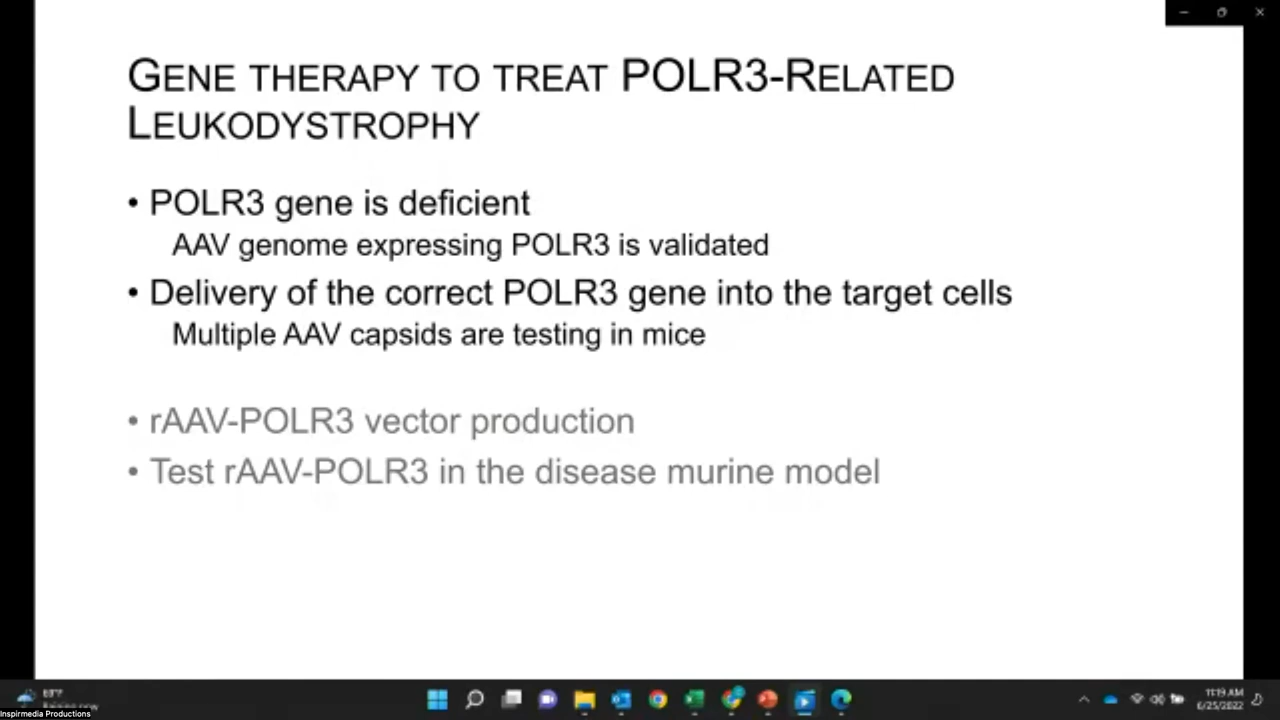 GENE THERAPY TO TREAT POLR3-RELATED
LEUKODYSTROPHY
• POLR3 gene is deficient
AAV genome expressing POLR3 is validated
• Delivery of the correct POLR3 gene into the target cells
Multiple AAV capsids are testing in mice
• rAAV-POLR3 vector production
• Test rAAV-POLR3 in the disease murine model
Raining now
11:19 AM
6/25/2022
Inspirmedia Productions